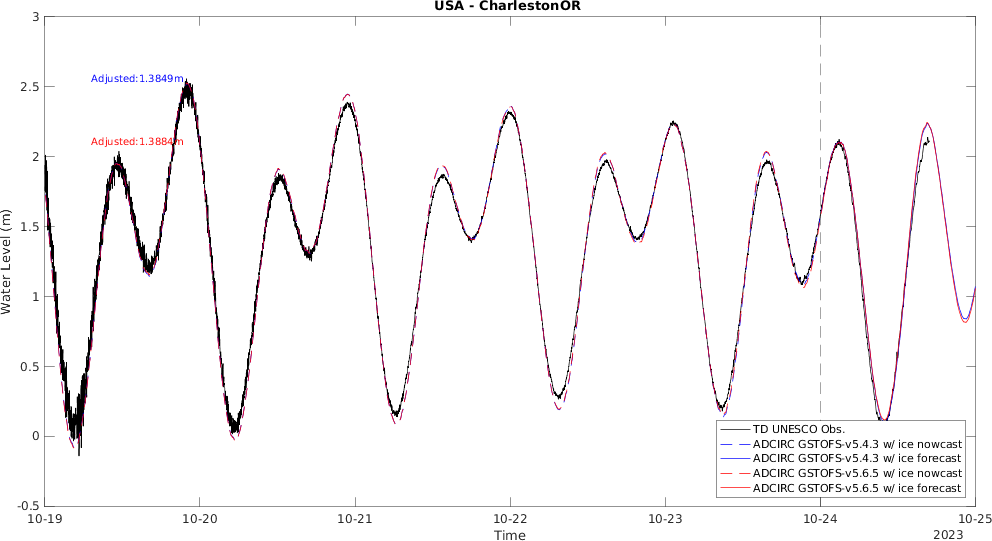 USA - CharlestonOR
3
2.5
2
1.5
1
0.5
0
-0.5
Water Level (m)
Adjusted:1.3849m
Adjusted:1.3884m
TD UNESCO Obs.
ADCIRC GSTOFS-v5.4.3 w/ ice nowcast
ADCIRC GSTOFS-v5.4.3 w/ ice forecast
ADCIRC GSTOFS-v5.6.5 w/ ice nowcast
ADCIRC GSTOFS-v5.6.5 w/ ice forecast
10-19 10-20 10-21 10-22 10-23 10-24 10-25
Time
2023